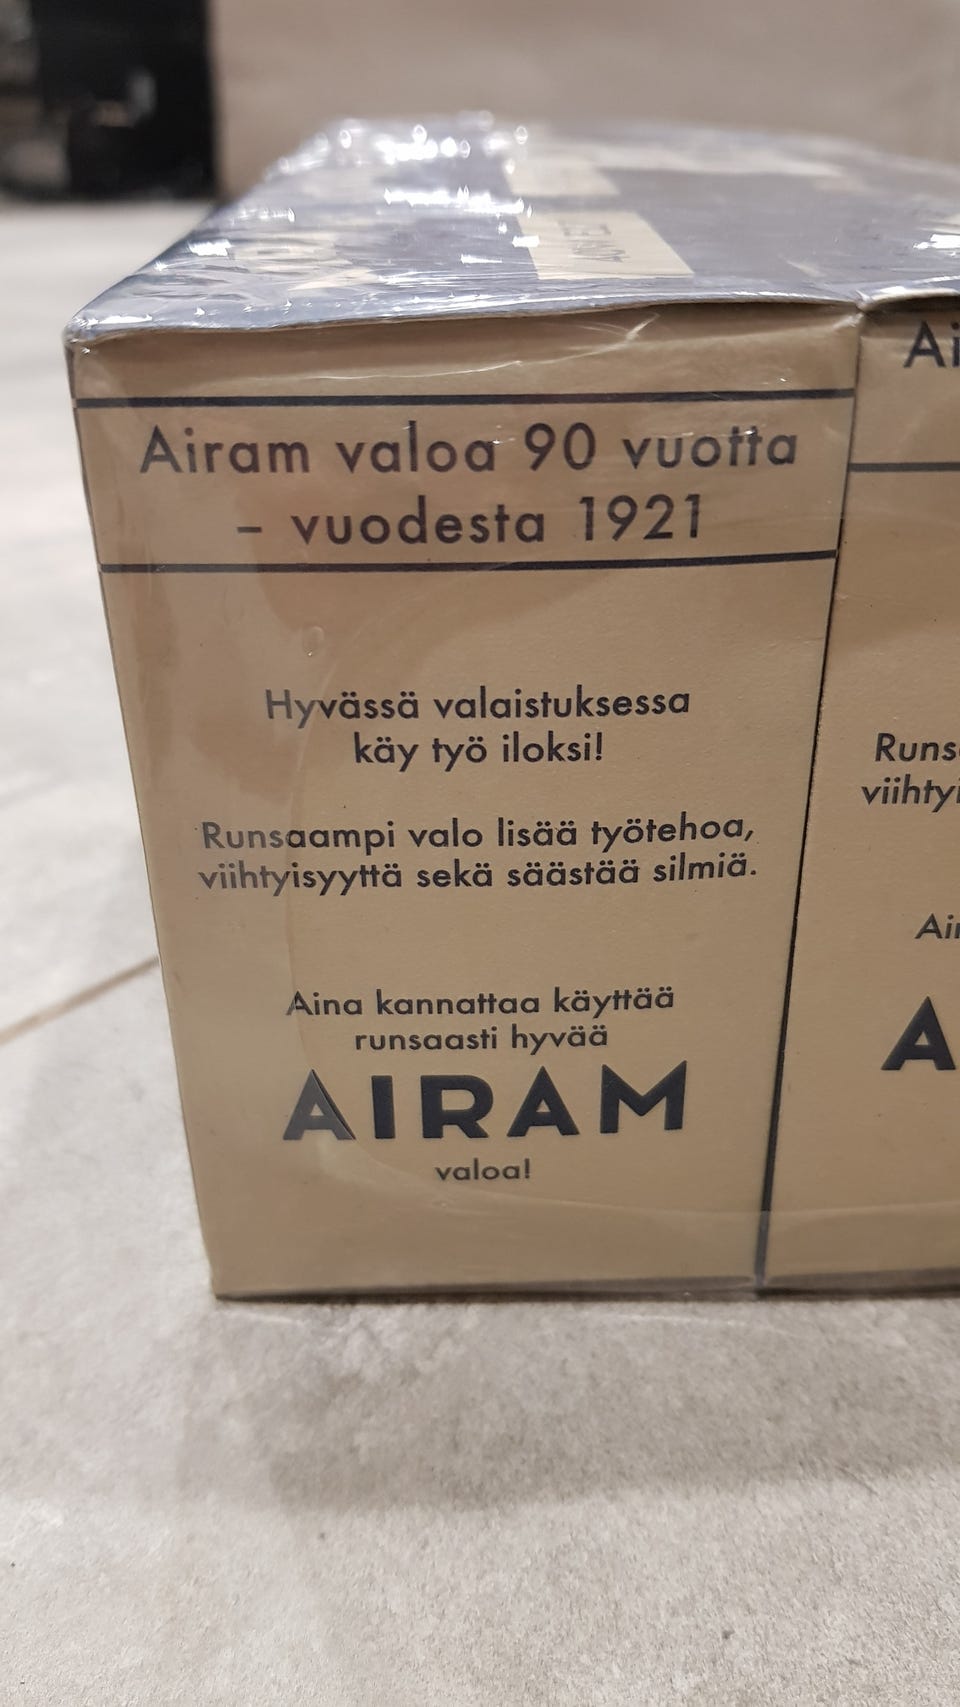 Airam valoa 90 vuotta
– vuodesta 1921
Hyvässä valaistuksessa
käy työ iloksi!
Runsaampi valo lisää työtehoa,
viihtyisyyttä sekä säästää silmiä.
Aina kannattaa käyttää
runsaasti hyvää
AIRAM
valoa!